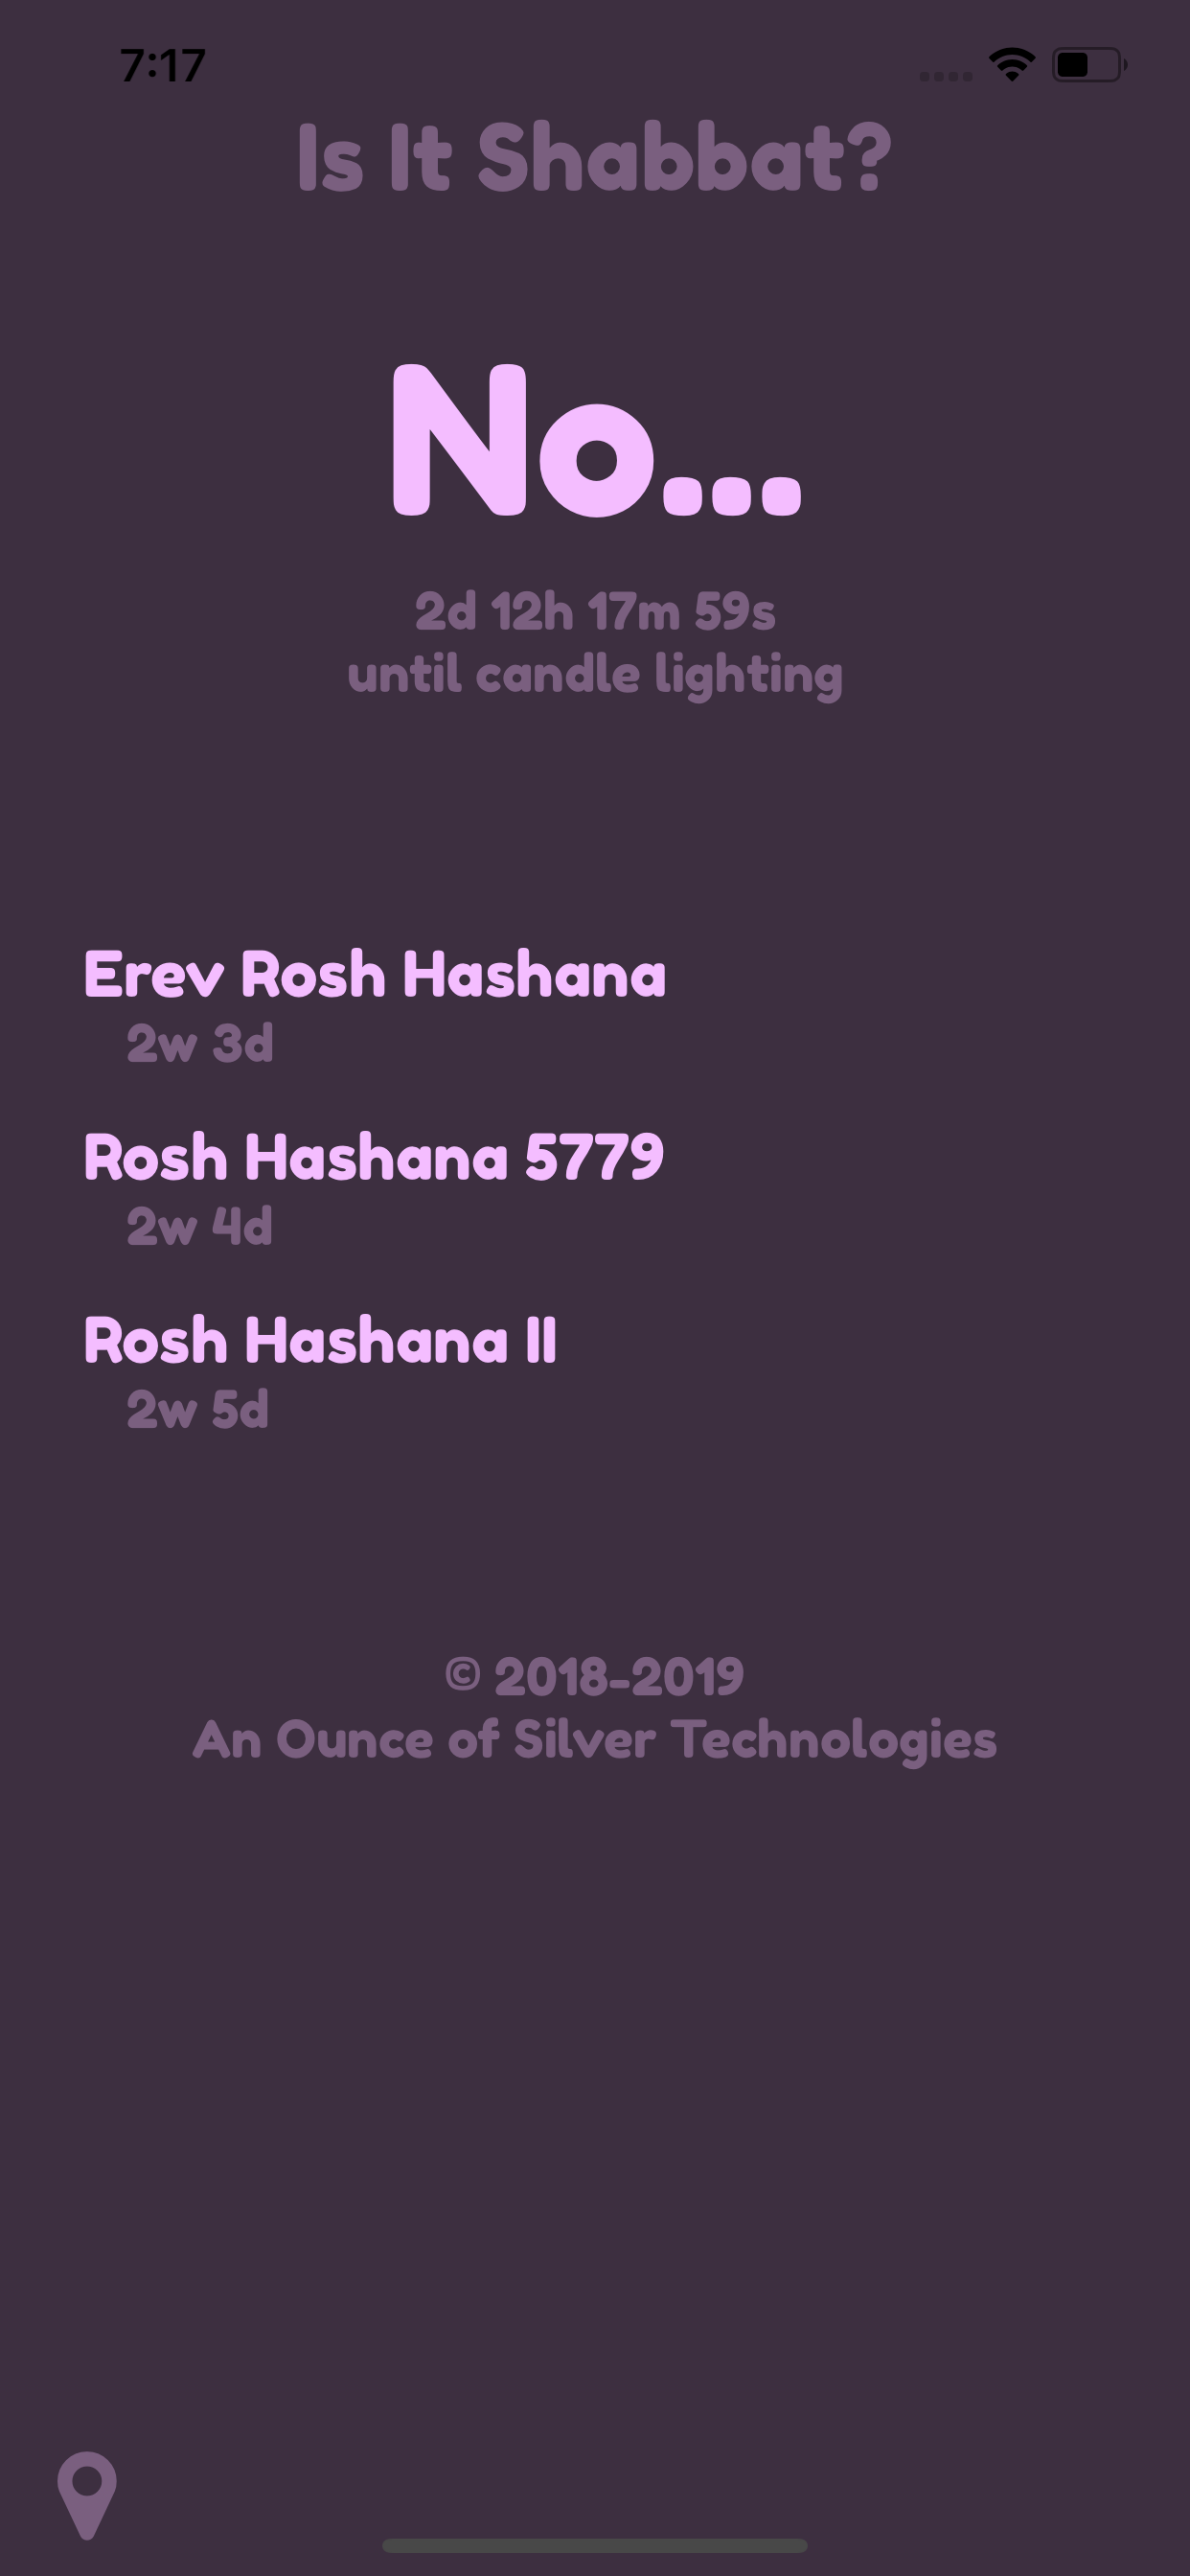 7:17
Is It Shabbat?
No...
2d 12h 17m 59s
until candle lighting
Erev Rosh Hashana
2w 3d
Rosh Hashana 5779
2w 4d
Rosh Hashana II
2w 5d
© 2018-2019
An Ounce of Silver Technologies